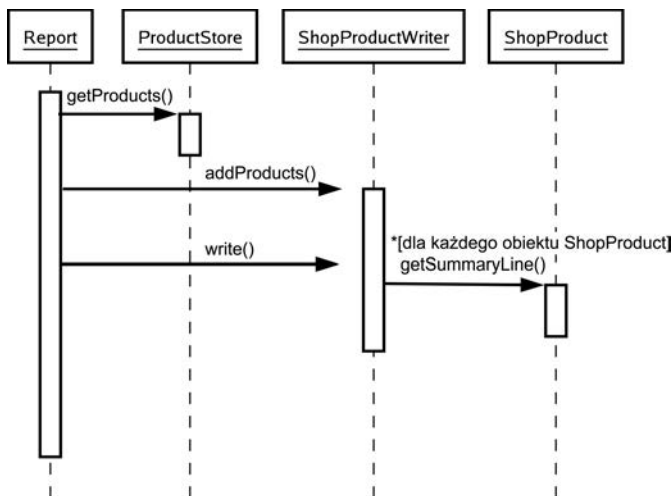 Report
ProductStore
ShopProductWriter
ShopProduct
getProducts()
addProducts()
write()
*[dla każdego obiektu ShopProduct]
getSummaryLine()